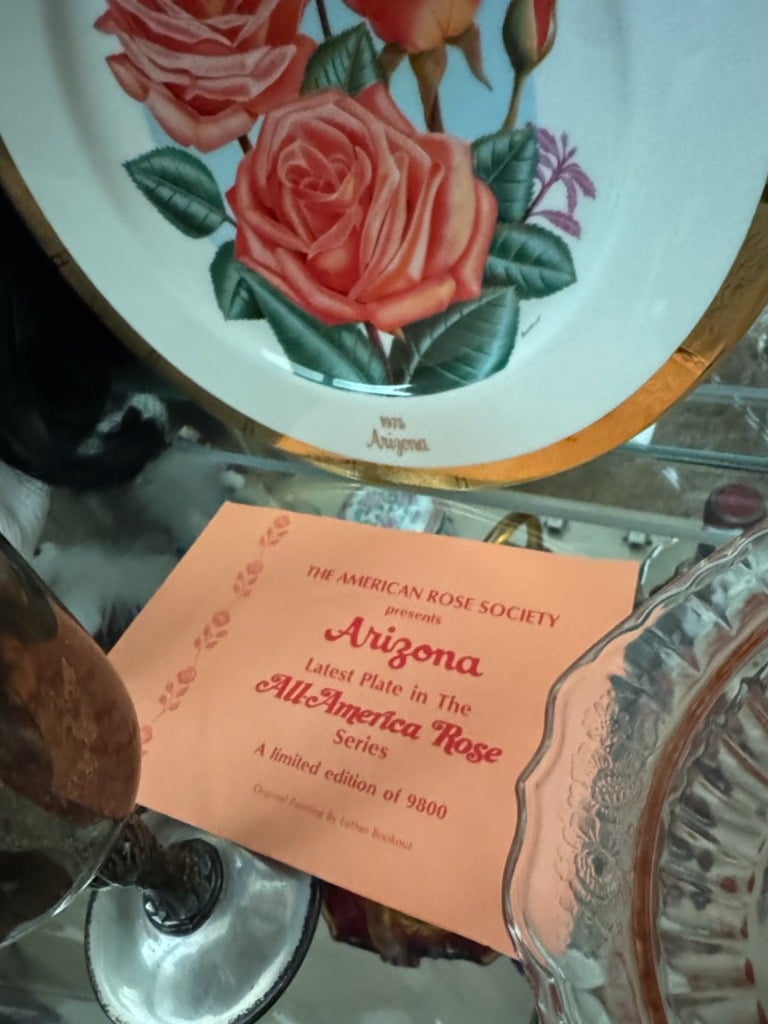 1975
Arizona
THE AMERICAN ROSE SOCIETY
presents
Arizona
Latest Plate in The
All-America Rose
Series
A limited edition of 9800
Original Painting By Luther Bookout